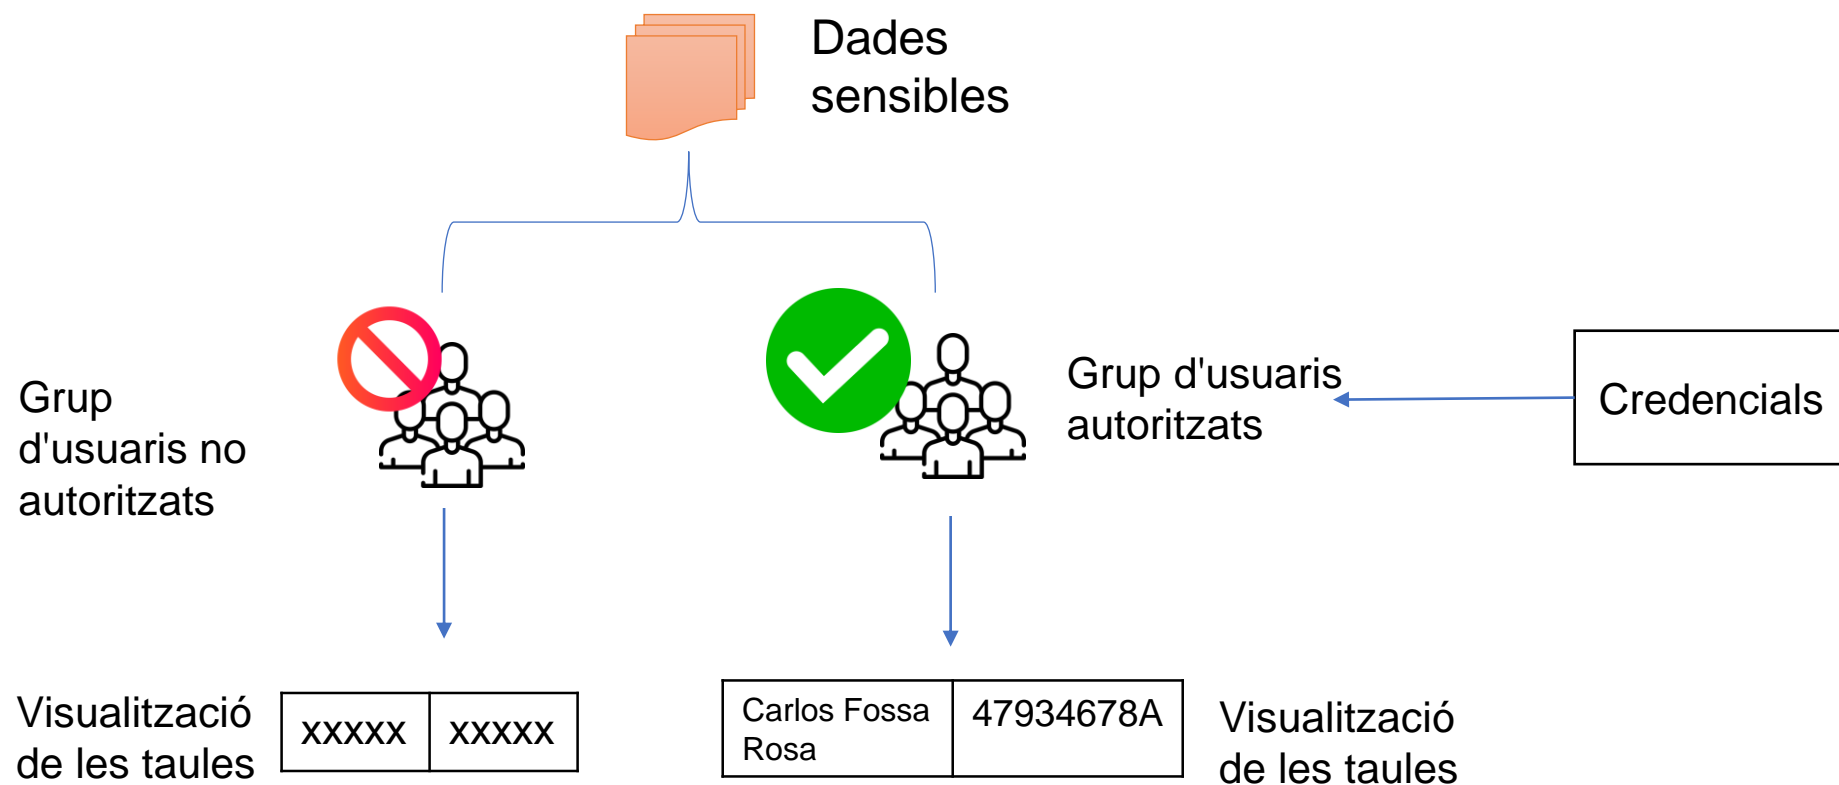 Dades
sensibles
Grup
d'usuaris no
autoritzats
Grup d'usuaris
autoritzats
Credencials
Visualització
de les taules
xxxxx
xxxxx
Carlos Fossa
Rosa
47934678A
Visualització
de les taules